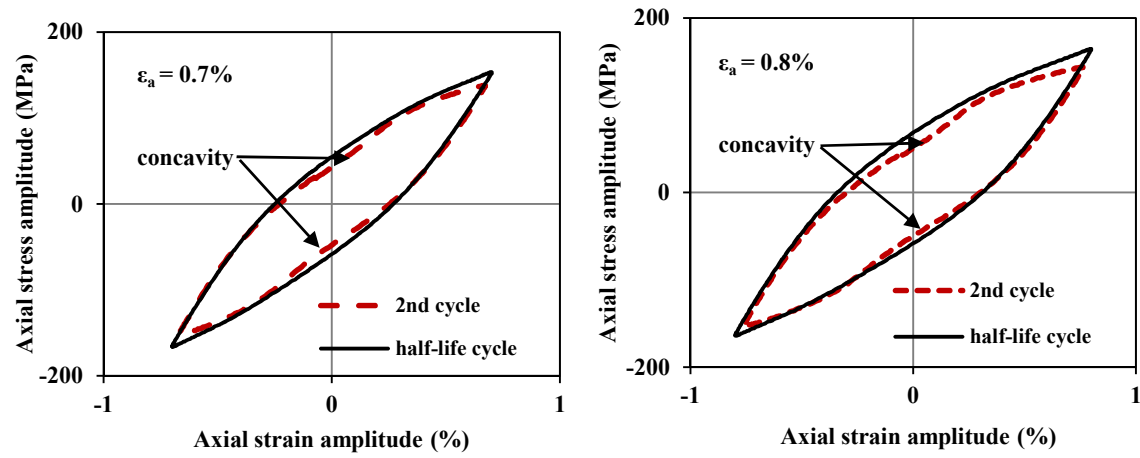 200
εa = 0.7%
concavity
0
2nd cycle
half-life cycle
-200
-1
0
1
Axial strain amplitude (%)
Axial stress amplitude (MPa)
200
εa = 0.8%
concavity
0
2nd cycle
half-life cycle
-200
-1
0
1
Axial strain amplitude (%)
Axial stress amplitude (MPa)